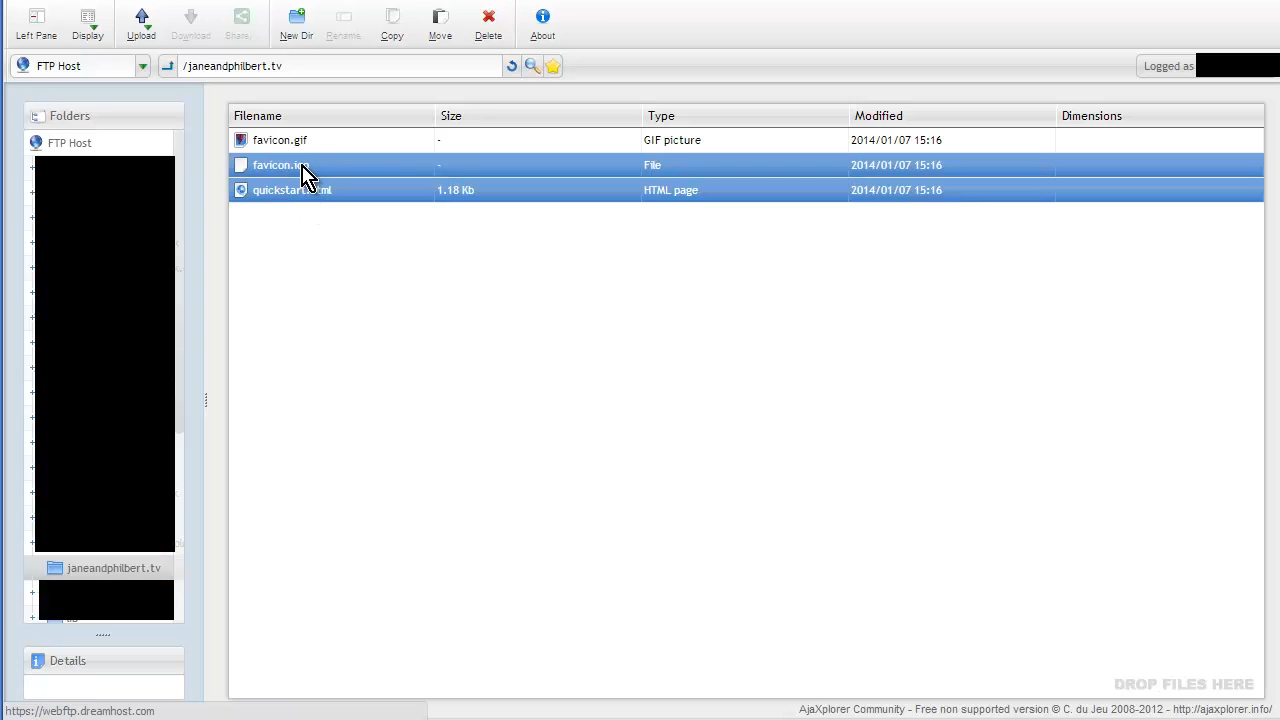 Left Pane Display Upload Download Share New Dir Rename Copy Move Delete About
FTP Host /janeandphilbert.tv Logged as
Folders
FTP Host
janeandphilbert.tv
Details
Filename Size Type Modified Dimensions
favicon.gif - GIF picture 2014/01/07 15:16
- File 2014/01/07 15:16
1.18 Kb HTML page 2014/01/07 15:16
DROP FILES HERE
https://webftp.dreamhost.com
AjaXplorer Community - Free non supported version © C. du Jeu 2008-2012 - http://ajaxplorer.info/